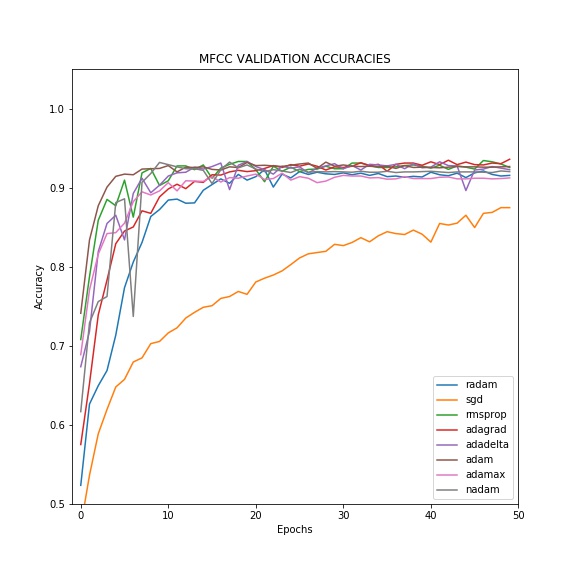 MFCC VALIDATION ACCURACIES
Accuracy
1.0
0.9
0.8
0.7
0.6
0.5
0 10 20 30 40 50
Epochs
radam
sgd
rmsprop
adagrad
adadelta
adam
adamax
nadam